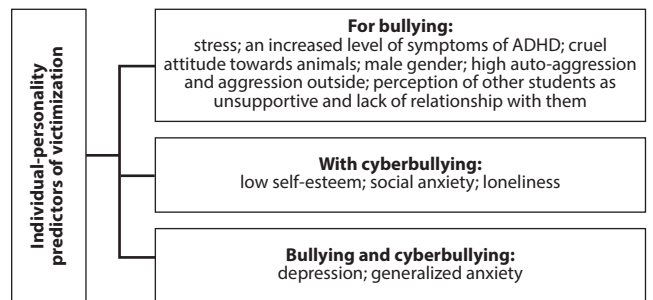 Individual-personality
predictors of victimization
For bullying:
stress; an increased level of symptoms of ADHD; cruel
attitude towards animals; male gender; high auto-aggression
and aggression outside; perception of other students as
unsupportive and lack of relationship with them
With cyberbullying:
low self-esteem; social anxiety; loneliness
Bullying and cyberbullying:
depression; generalized anxiety